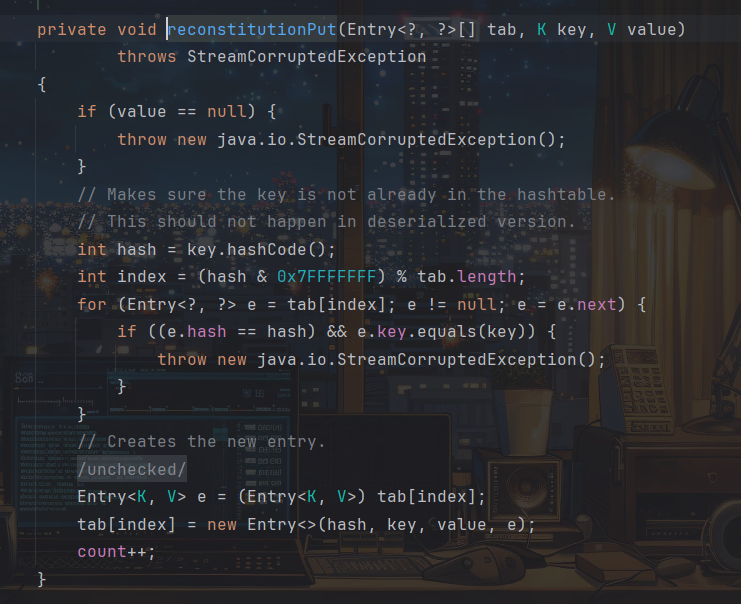 private void reconstitutionPut(Entry<?, ?>[] tab, K key, V value)
throws StreamCorruptedException
{
if (value == null) {
throw new java.io.StreamCorruptedException();
}
// Makes sure the key is not already in the hashtable.
// This should not happen in deserialized version.
int hash = key.hashCode();
int index = (hash & 0x7FFFFFFF) % tab.length;
for (Entry<?, ?> e = tab[index]; e != null; e = e.next) {
if ((e.hash == hash) && e.key.equals(key)) {
throw new java.io.StreamCorruptedException();
}
}
// Creates the new entry.
/unchecked/
Entry<K, V> e = (Entry<K, V>) tab[index];
tab[index] = new Entry<>(hash, key, value, e);
count++;
}